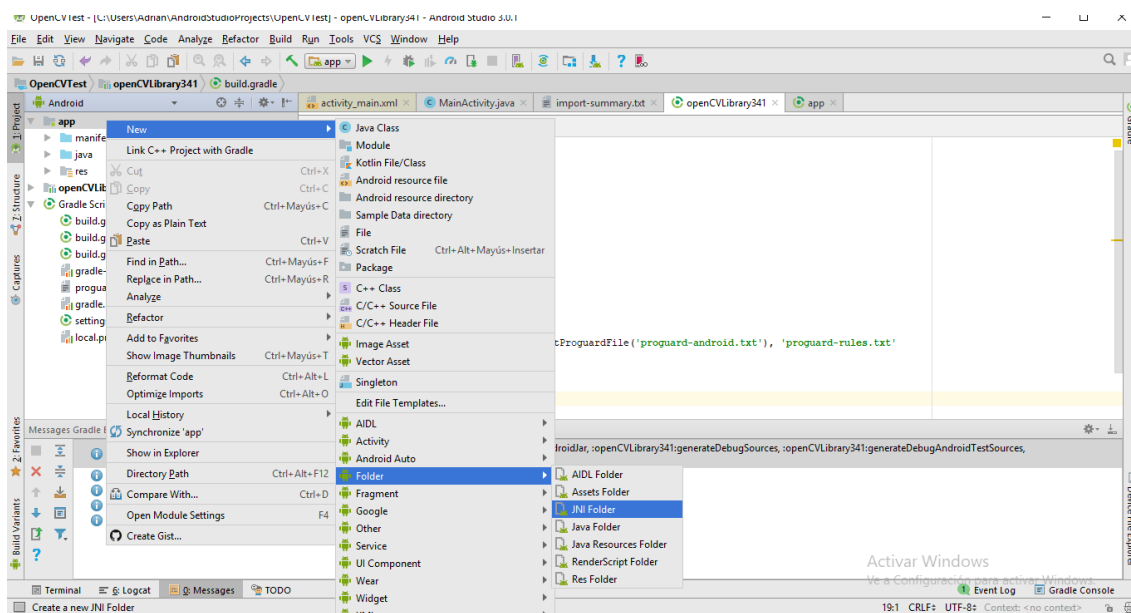 OpenCVTest - [C:\Users\Adrian\AndroidStudioProjects\OpenCVTest] - openCVLibrary341 - Android Studio 3.0.1
File Edit View Navigate Code Analyze Refactor Build Run Tools VCS Window Help
app
OpenCVTest openCVLibrary341 build.gradle
Android activity_main.xml MainActivity.java import-summary.txt openCVLibrary341 app
1: Project
Z: Structure
Captures
2: Favorites
Build Variants
app
manife
java
res
openCVLib
Gradle Scri
build.g
build.g
build.g
gradle-
progua
gradle.
setting
local.pr
New
Link C++ Project with Gradle
Cut Ctrl+X
Copy Ctrl+C
Copy Path Ctrl+Mayús+C
Copy as Plain Text
Paste Ctrl+V
Find in Path... Ctrl+Mayús+F
Replace in Path... Ctrl+Mayús+R
Analyze
Refactor
Add to Favorites
Show Image Thumbnails Ctrl+Mayús+T
Reformat Code Ctrl+Alt+L
Optimize Imports Ctrl+Alt+O
Local History
Synchronize 'app'
Show in Explorer
Directory Path Ctrl+Alt+F12
Compare With... Ctrl+D
Open Module Settings F4
Create Gist...
Java Class
Module
Kotlin File/Class
Android resource file
Android resource directory
Sample Data directory
File
Scratch File Ctrl+Alt+Mayús+Insertar
Package
C++ Class
C/C++ Source File
C/C++ Header File
Image Asset
Vector Asset
Singleton
Edit File Templates...
AIDL
Activity
Android Auto
Folder
Fragment
Google
Other
Service
UI Component
Wear
Widget
AIDL Folder
Assets Folder
JNI Folder
Java Folder
Java Resources Folder
RenderScript Folder
Res Folder
tProguardFile('proguard-android.txt'), 'proguard-rules.txt'
Messages Gradle
droidJar, :openCVLibrary341:generateDebugSources, :openCVLibrary341:generateDebugAndroidTestSources,
Activar Windows
Ve a Configuración para activar Windows.
Terminal 6: Logcat 0: Messages TODO 1 Event Log Gradle Console
Create a new JNI Folder 19:1 CRLF UTF-8 Context: <no context>